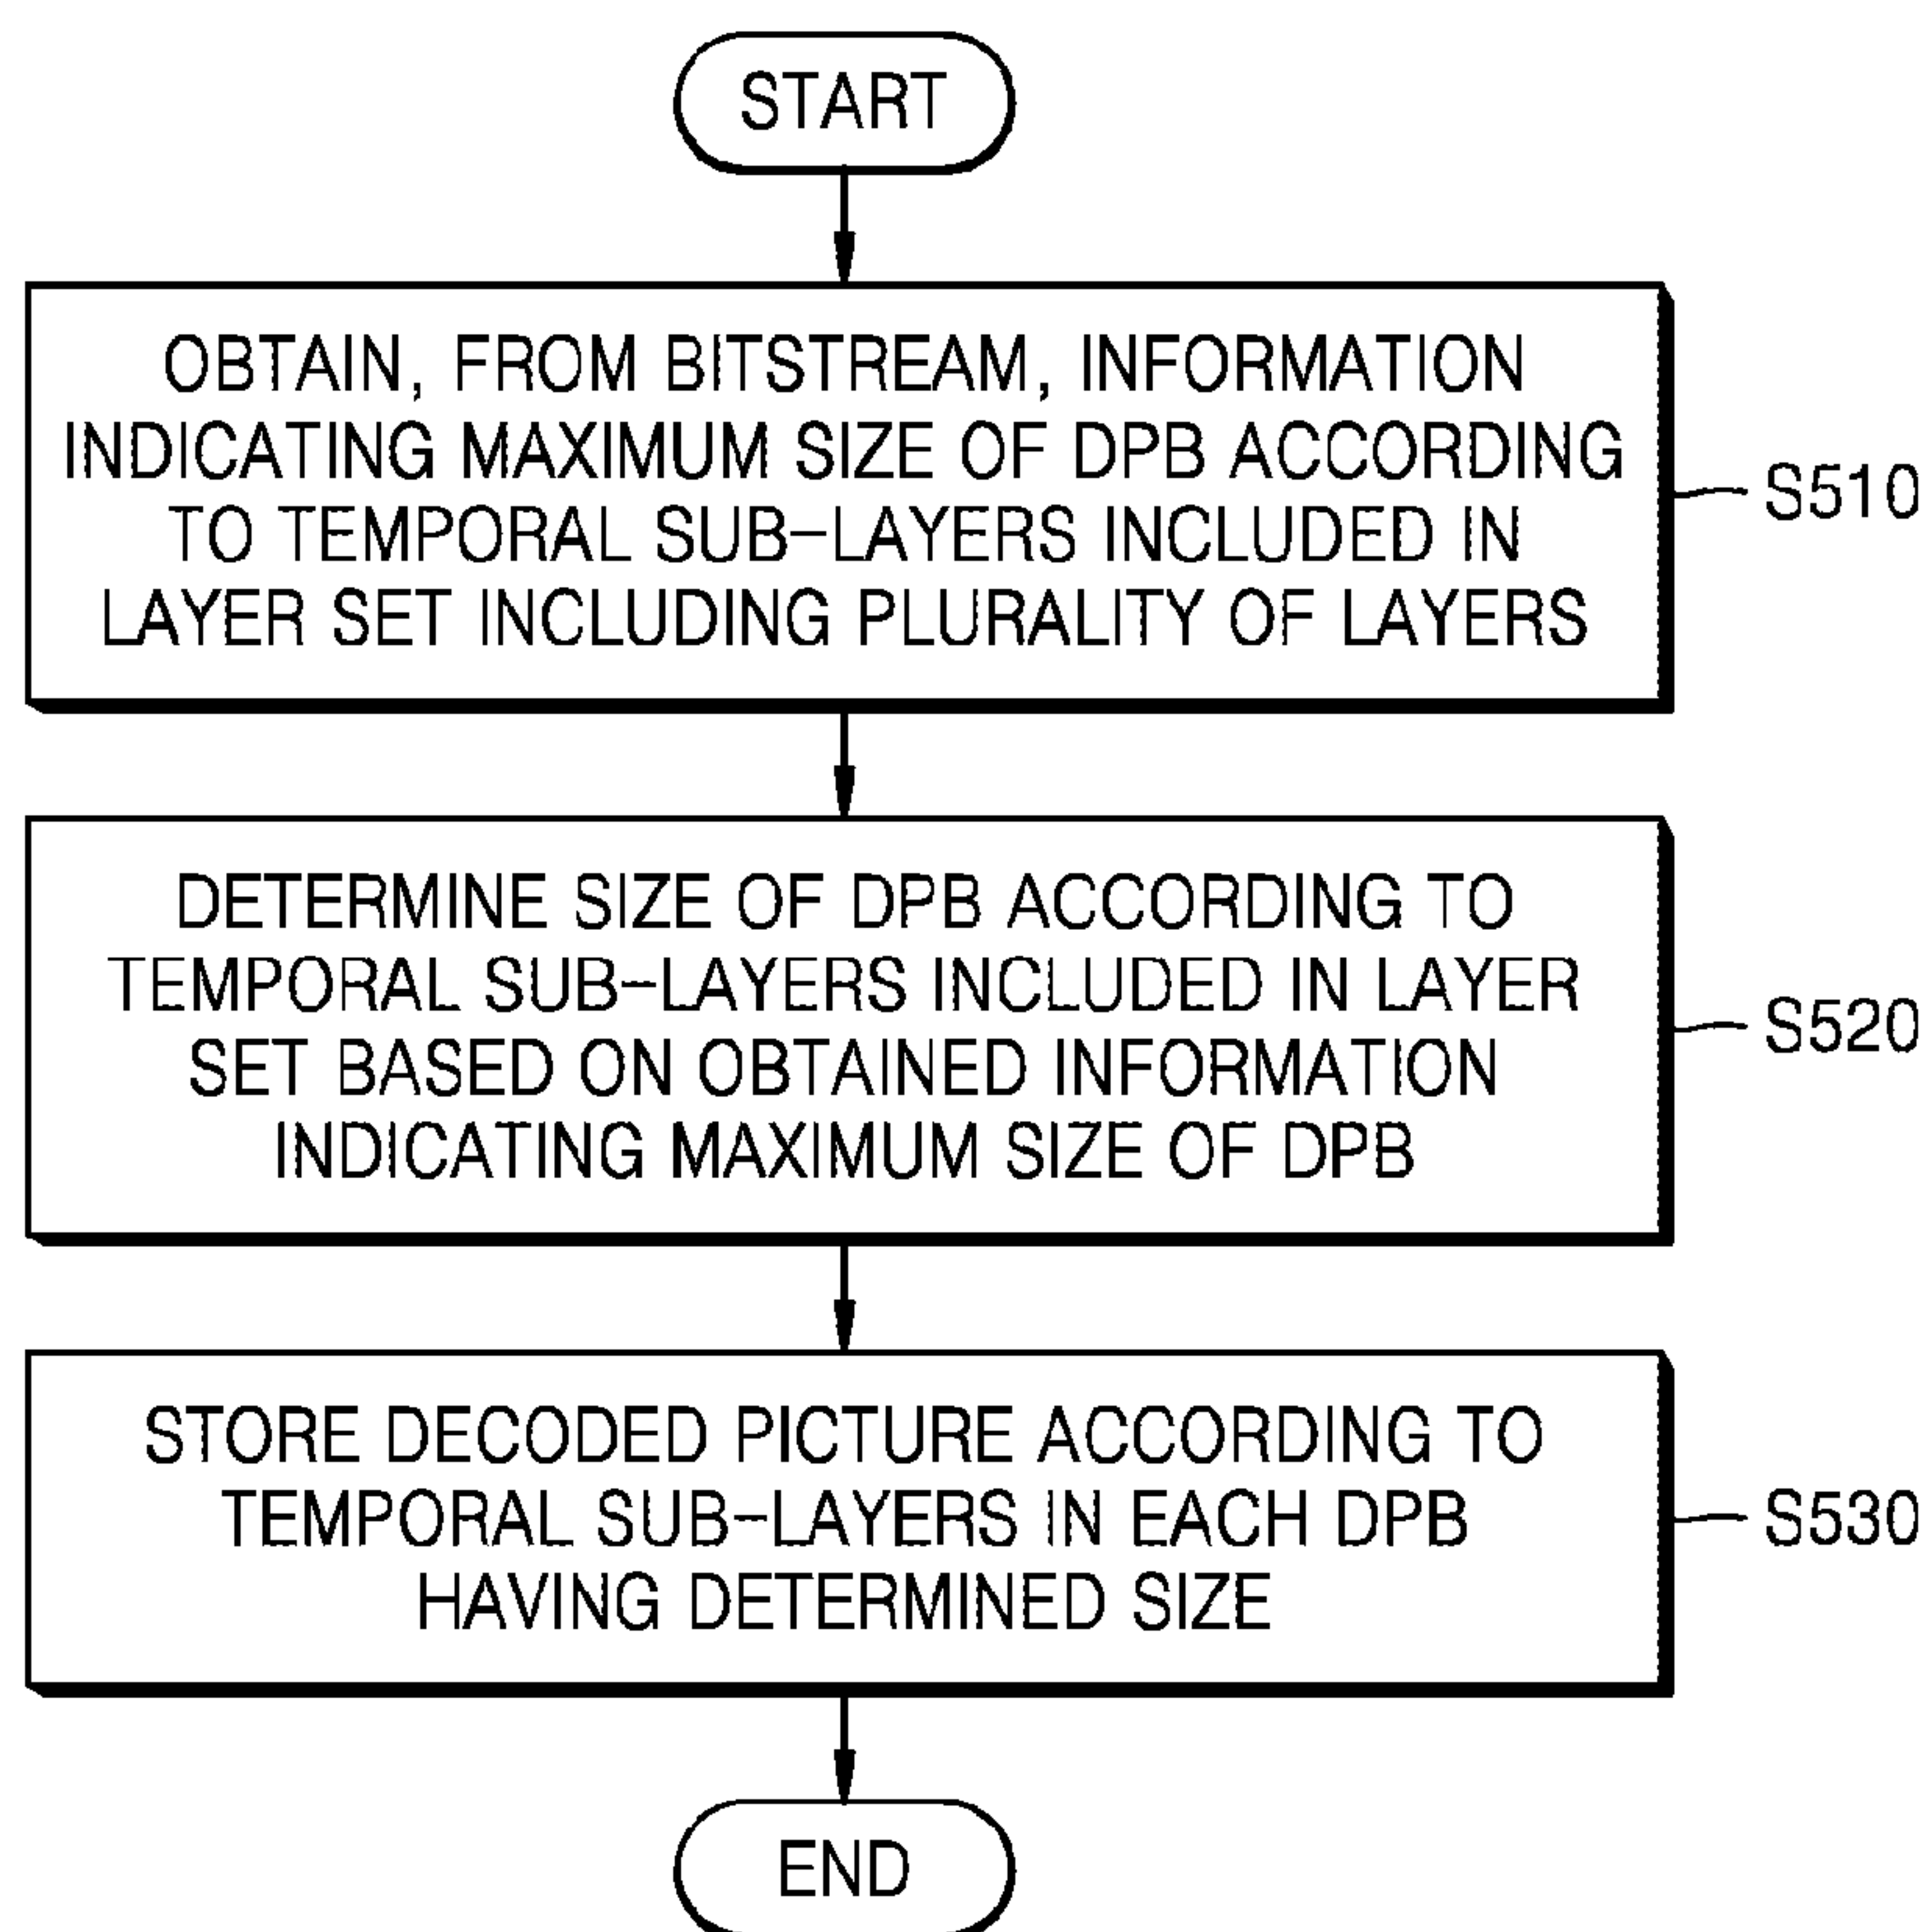 START
OBTAIN, FROM BITSTREAM, INFORMATION
INDICATING MAXIMUM SIZE OF DPB ACCORDING
TO TEMPORAL SUB-LAYERS INCLUDED IN
LAYER SET INCLUDING PLURALITY OF LAYERS
S510
DETERMINE SIZE OF DPB ACCORDING TO
TEMPORAL SUB-LAYERS INCLUDED IN LAYER
SET BASED ON OBTAINED INFORMATION
INDICATING MAXIMUM SIZE OF DPB
S520
STORE DECODED PICTURE ACCORDING TO
TEMPORAL SUB-LAYERS IN EACH DPB
HAVING DETERMINED SIZE
S530
END